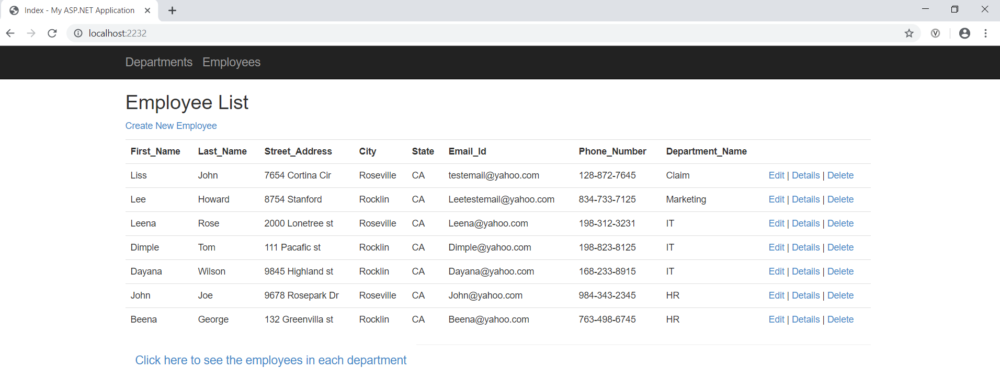 Index - My ASP.NET Application
localhost:2232
Departments Employees
Employee List
Create New Employee
First_Name Last_Name Street_Address City State Email_Id Phone_Number Department_Name
Liss John 7654 Cortina Cir Roseville CA testemail@yahoo.com 128-872-7645 Claim Edit | Details | Delete
Lee Howard 8754 Stanford Rocklin CA Leetestemail@yahoo.com 834-733-7125 Marketing Edit | Details | Delete
Leena Rose 2000 Lonetree st Roseville CA Leena@yahoo.com 198-312-3231 IT Edit | Details | Delete
Dimple Tom 111 Pacafic st Rocklin CA Dimple@yahoo.com 198-823-8125 IT Edit | Details | Delete
Dayana Wilson 9845 Highland st Rocklin CA Dayana@yahoo.com 168-233-8915 IT Edit | Details | Delete
John Joe 9678 Rosepark Dr Roseville CA John@yahoo.com 984-343-2345 HR Edit | Details | Delete
Beena George 132 Greenvilla st Rocklin CA Beena@yahoo.com 763-498-6745 HR Edit | Details | Delete
Click here to see the employees in each department